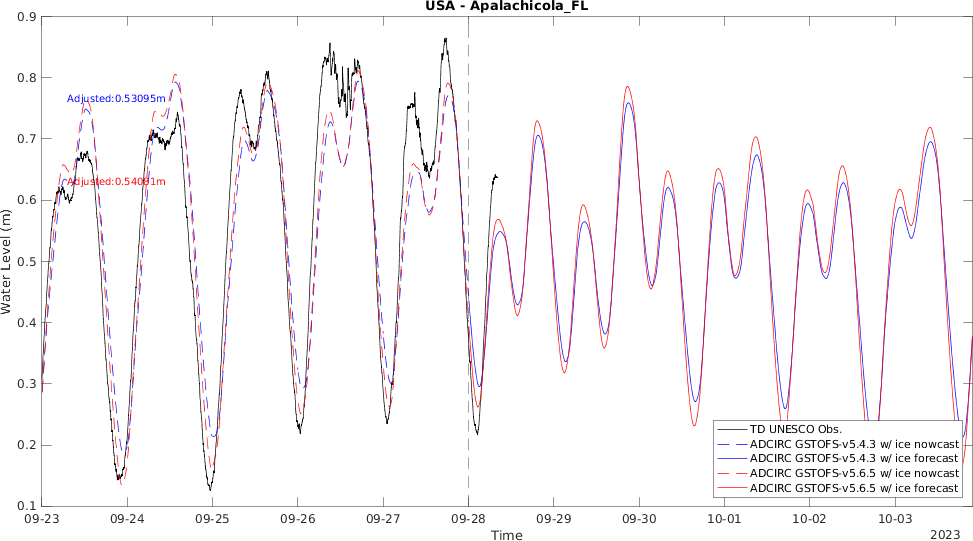 USA - Apalachicola_FL
0.9
0.8
0.7
0.6
0.5
0.4
0.3
0.2
0.1
Water Level (m)
Adjusted:0.53095m
Adjusted:0.54081m
TD UNESCO Obs.
ADCIRC GSTOFS-v5.4.3 w/ ice nowcast
ADCIRC GSTOFS-v5.4.3 w/ ice forecast
ADCIRC GSTOFS-v5.6.5 w/ ice nowcast
ADCIRC GSTOFS-v5.6.5 w/ ice forecast
09-23 09-24 09-25 09-26 09-27 09-28 09-29 09-30 10-01 10-02 10-03
Time
2023